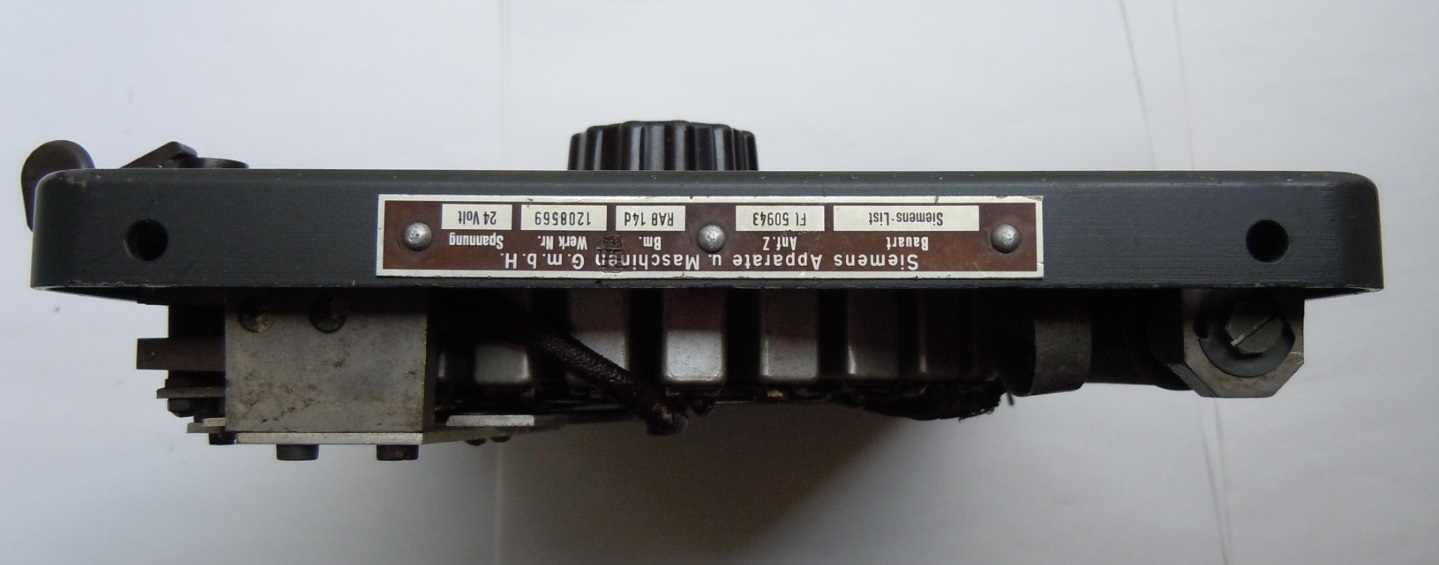 Siemens Apparate u. Maschinen G.m.b.H.
Bauart Anf.Z Bm. Werk Nr. Spannung
Siemens-List Fl 50943 RAB 14d 1208569 24 Volt